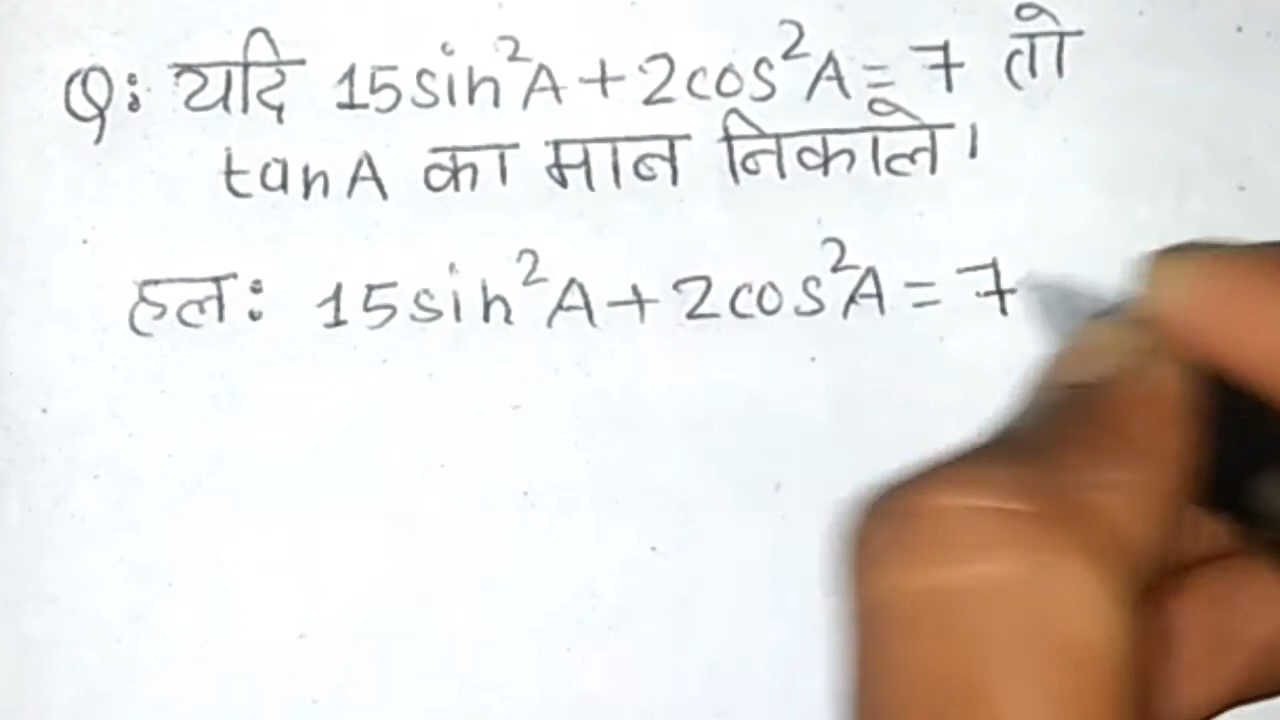 Q: यदि 15sin²A+2cos²A=7 तो
tanA का मान निकाले।
हल: 15sin²A+2cos²A=7